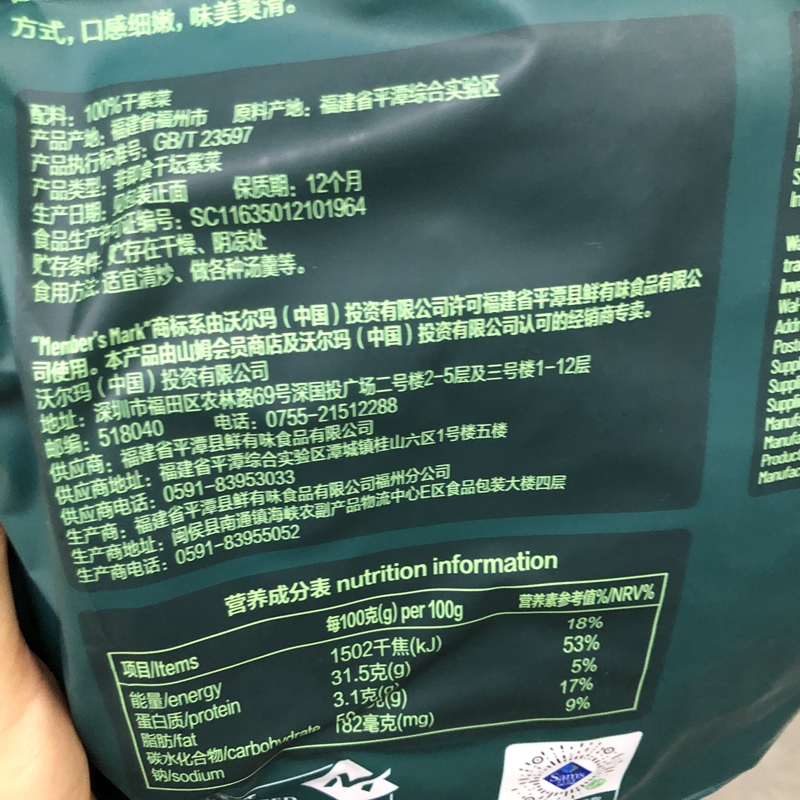 方式，口感细嫩，味美爽滑。
配料：100%干紫菜
产品产地：福建省福州市 原料产地：福建省平潭综合实验区
产品执行标准号：GB/T 23597
产品类型：非即食干坛紫菜
生产日期：见包装正面 保质期：12个月
食品生产许可证编号：SC11635012101964
贮存条件：贮存在干燥、阴凉处
食用方法：适宜清炒、做各种汤羹等。
"Member's Mark"商标系由沃尔玛（中国）投资有限公司许可福建省平潭县鲜有味食品有限公
司使用。本产品由山姆会员商店及沃尔玛（中国）投资有限公司认可的经销商专卖。
沃尔玛（中国）投资有限公司
地址：深圳市福田区农林路69号深国投广场二号楼2-5层及三号楼1-12层
邮编：518040 电话：0755-21512288
供应商：福建省平潭县鲜有味食品有限公司
供应商地址：福建省平潭综合实验区潭城镇桂山六区1号楼五楼
供应商电话：0591-83953033
生产商：福建省平潭县鲜有味食品有限公司福州分公司
生产商地址：闽侯县南通镇海峡农副产品物流中心E区食品包装大楼四层
生产商电话：0591-83955052
营养成分表 nutrition information
项目/Items 每100克(g) per 100g 营养素参考值%/NRV%
能量/energy 1502千焦(kJ) 18%
蛋白质/protein 31.5克(g) 53%
脂肪/fat 3.1克(g) 5%
碳水化合物/carbohydrate 17%
钠/sodium 182毫克(mg) 9%
Sam's